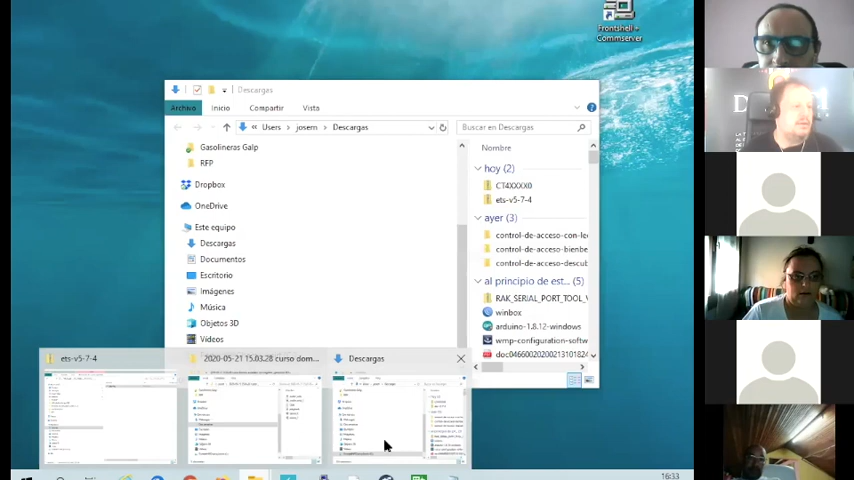 Frontshell +
Commserver
Descargas
Archivo
Inicio
Compartir
Vista
Users
josem
Descargas
Buscar en Descargas
Gasolineras Galp
RFP
Dropbox
OneDrive
Este equipo
Descargas
Documentos
Escritorio
Imágenes
Música
Objetos 3D
Vídeos
Nombre
hoy (2)
CT4XXXX0
ets-v5-7-4
ayer (3)
control-de-acceso-con-le
control-de-acceso-bienbe
control-de-acceso-descub
al principio de est... (5)
RAK_SERIAL_PORT_TOOL_V
winbox
arduino-1.8.12-windows
wmp-configuration-softw
ets-v5-7-4
2020-05-21 15.03.28 curso dom...
Descargas
16:33